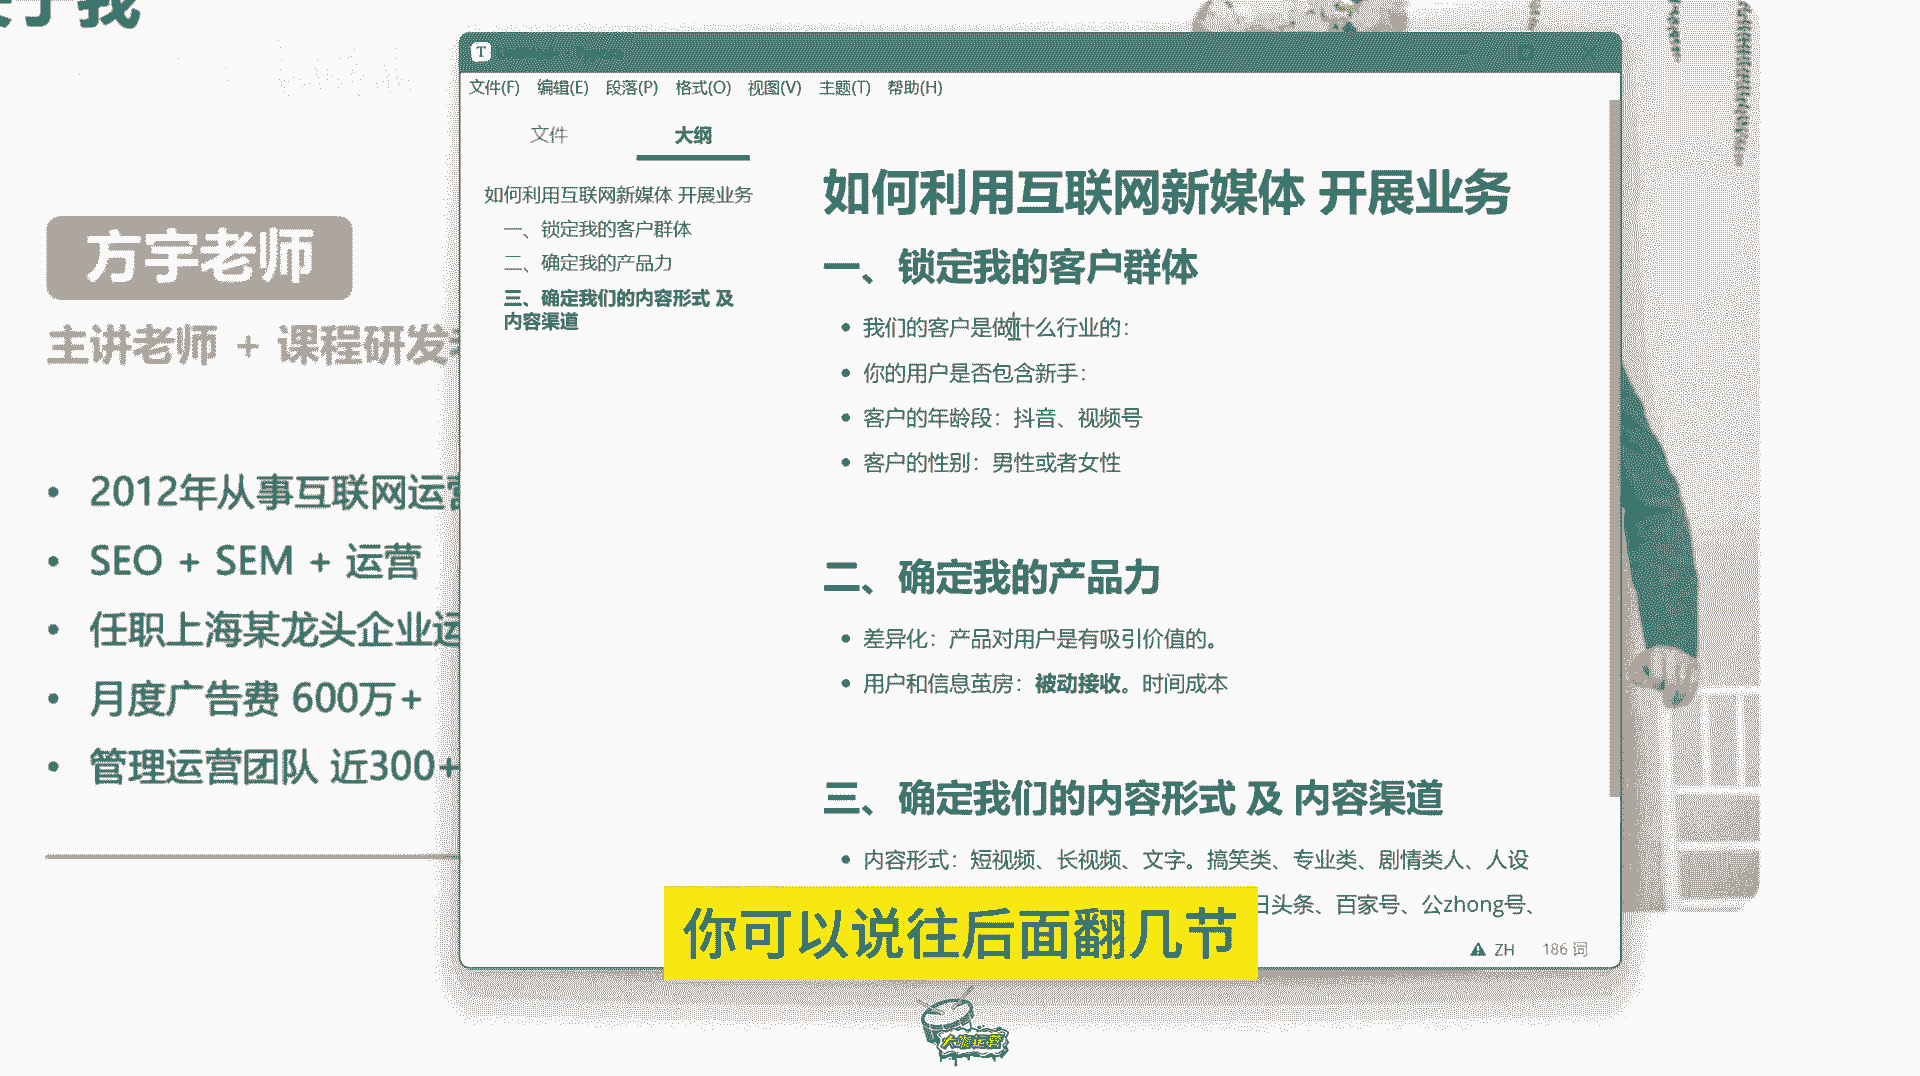 方宇老师
主讲老师 + 课程研发
2012年从事互联网运营
SEO + SEM + 运营
任职上海某龙头企业运
月度广告费 600万+
管理运营团队 近300+
T
文件(F) 编辑(E) 段落(P) 格式(O) 视图(V) 主题(T) 帮助(H)
文件 大纲
如何利用互联网新媒体 开展业务
一、锁定我的客户群体
二、确定我的产品力
三、确定我们的内容形式 及
内容渠道
如何利用互联网新媒体 开展业务
一、锁定我的客户群体
我们的客户是做什么行业的：
你的用户是否包含新手：
客户的年龄段：抖音、视频号
客户的性别：男性或者女性
二、确定我的产品力
差异化：产品对用户是有吸引价值的。
用户和信息茧房：被动接收。时间成本
三、确定我们的内容形式 及 内容渠道
内容形式：短视频、长视频、文字。搞笑类、专业类、剧情类人、人设
日头条、百家号、公zhong号、
ZH 186 词
你可以说往后面翻几节